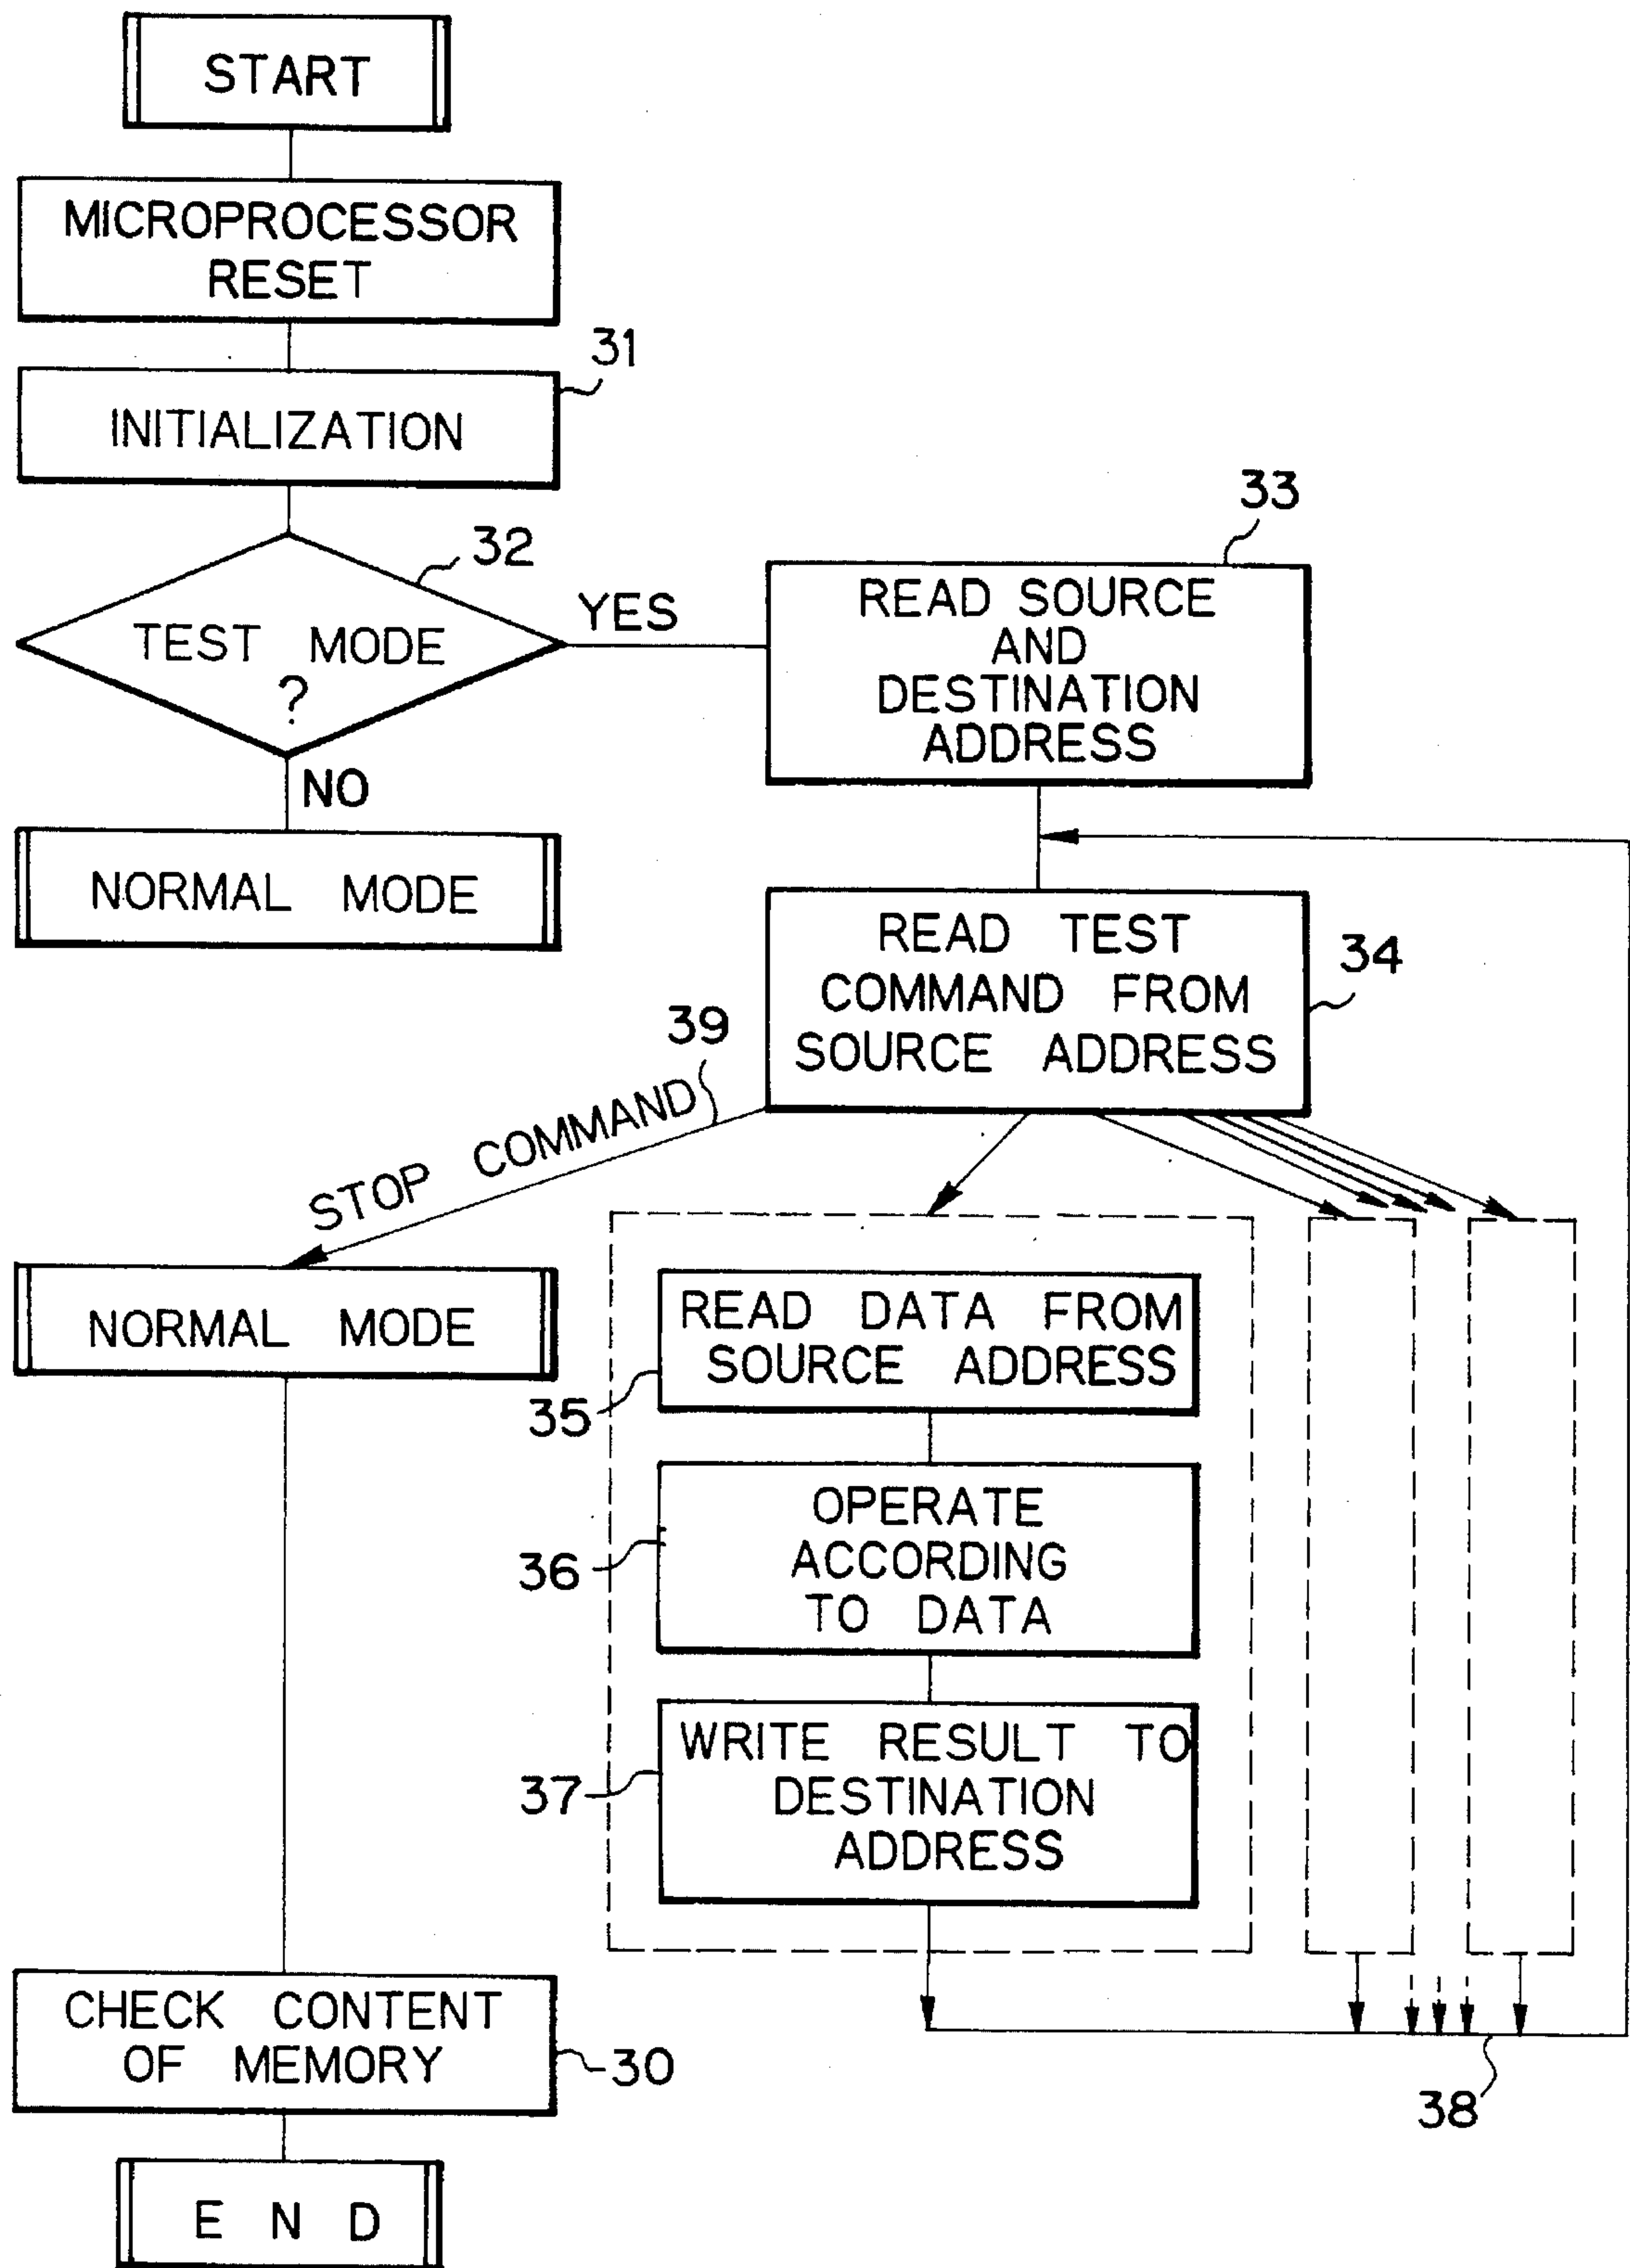 START
MICROPROCESSOR
RESET
31
INITIALIZATION
32
TEST MODE
?
YES
NO
NORMAL MODE
33
READ SOURCE
AND
DESTINATION
ADDRESS
34
READ TEST
COMMAND FROM
SOURCE ADDRESS
39
STOP COMMAND
NORMAL MODE
READ DATA FROM
SOURCE ADDRESS
35
OPERATE
ACCORDING
TO DATA
36
WRITE RESULT TO
DESTINATION
ADDRESS
37
38
CHECK CONTENT
OF MEMORY
30
E N D